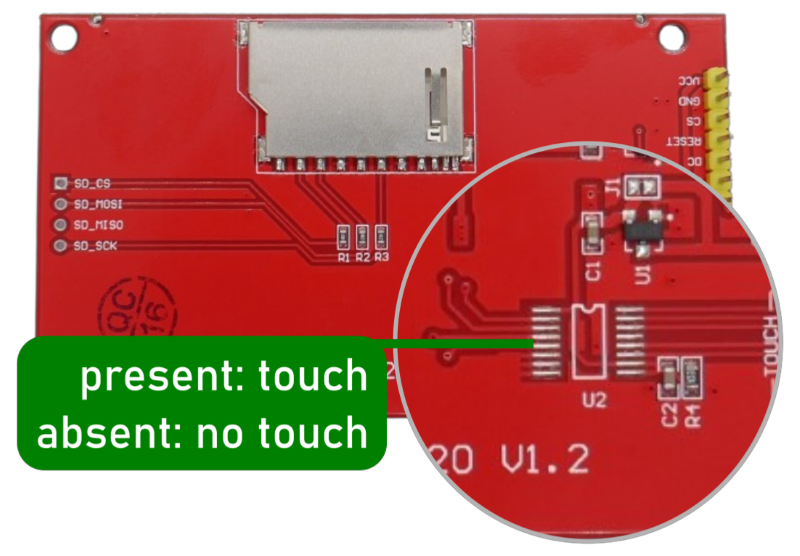 VCC
GND
CS
RESET
DC
SD_CS
SD_MOSI
SD_MISO
SD_SCK
R1 R2 R3
J1
C1
U1
QC
16
TOUCH
U2
C2
R4
2
present: touch
absent: no touch
20 V1.2